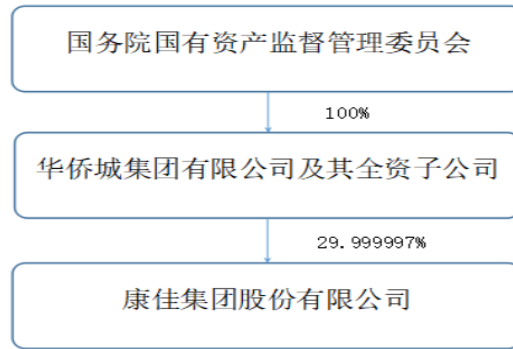 国务院国有资产监督管理委员会
100%
华侨城集团有限公司及其全资子公司
29.999997%
康佳集团股份有限公司